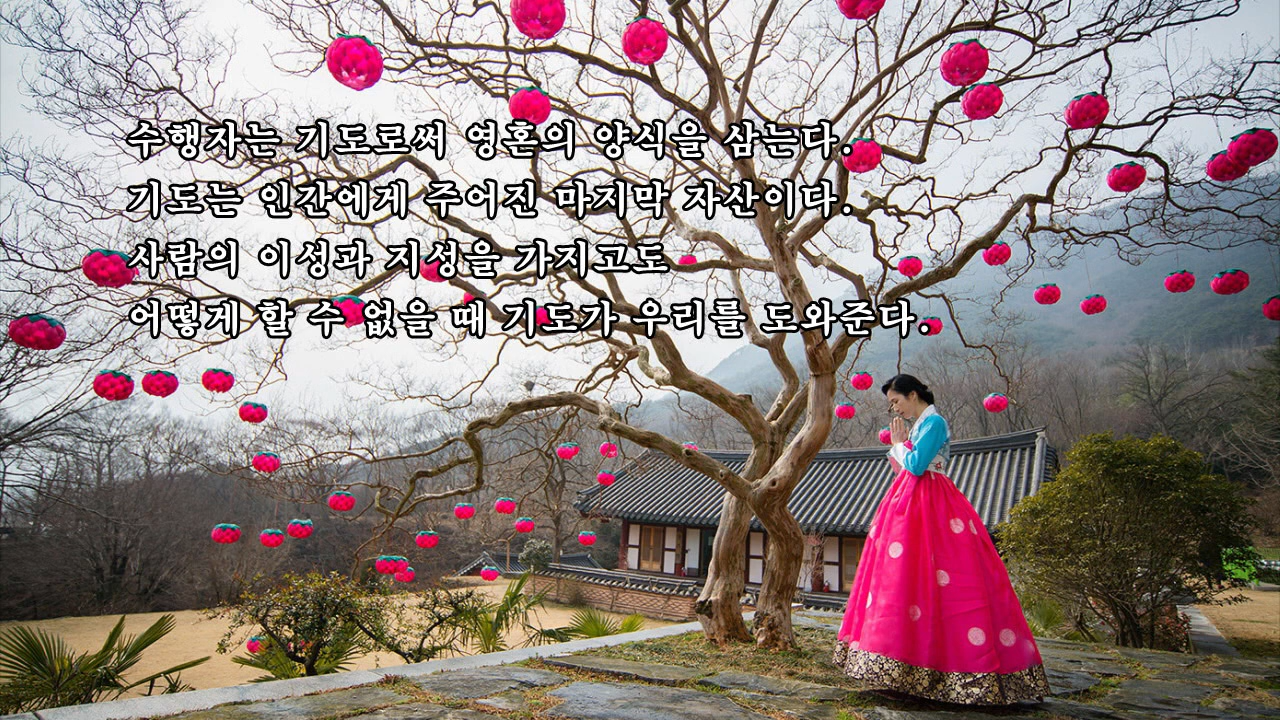 수행자는 기도로써 영혼의 양식을 삼는다.
기도는 인간에게 주어진 마지막 자산이다.
사람의 이성과 지성을 가지고도
어떻게 할 수 없을 때 기도가 우리를 도와준다.